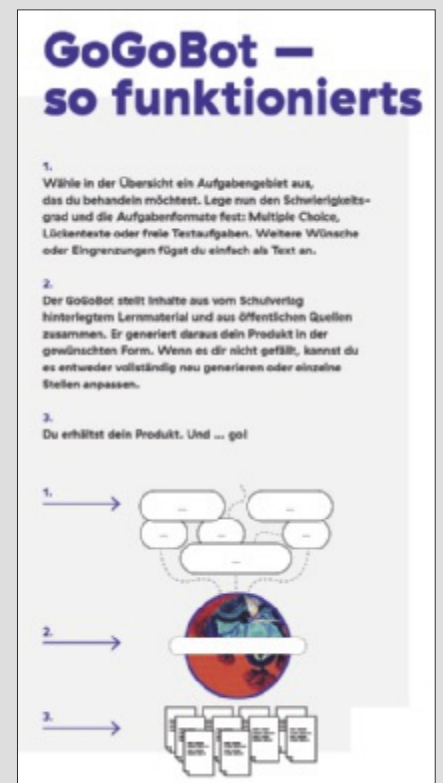 GoGoBot —
so funktionierts
1.
Wähle in der Übersicht ein Aufgabengebiet aus,
das du behandeln möchtest. Lege nun den Schwierigkeits-
grad und die Aufgabenformate fest: Multiple Choice,
Lückentexte oder freie Textaufgaben. Weitere Wünsche
oder Eingrenzungen fügst du einfach als Text an.
2.
Der GoGoBot stellt Inhalte aus vom Schulverlag
hinterlegtem Lernmaterial und aus öffentlichen Quellen
zusammen. Er generiert daraus dein Produkt in der
gewünschten Form. Wenn es dir nicht gefällt, kannst du
es entweder vollständig neu generieren oder einzelne
Stellen anpassen.
3.
Du erhältst dein Produkt. Und ... go!
1.
... ...
... ... ...
...
2.
3.